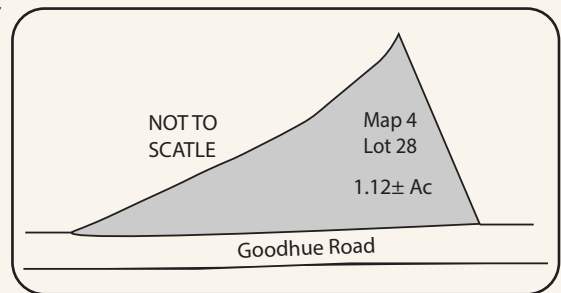 NOT TO
SCATLE
Map 4
Lot 28
1.12± Ac
Goodhue Road